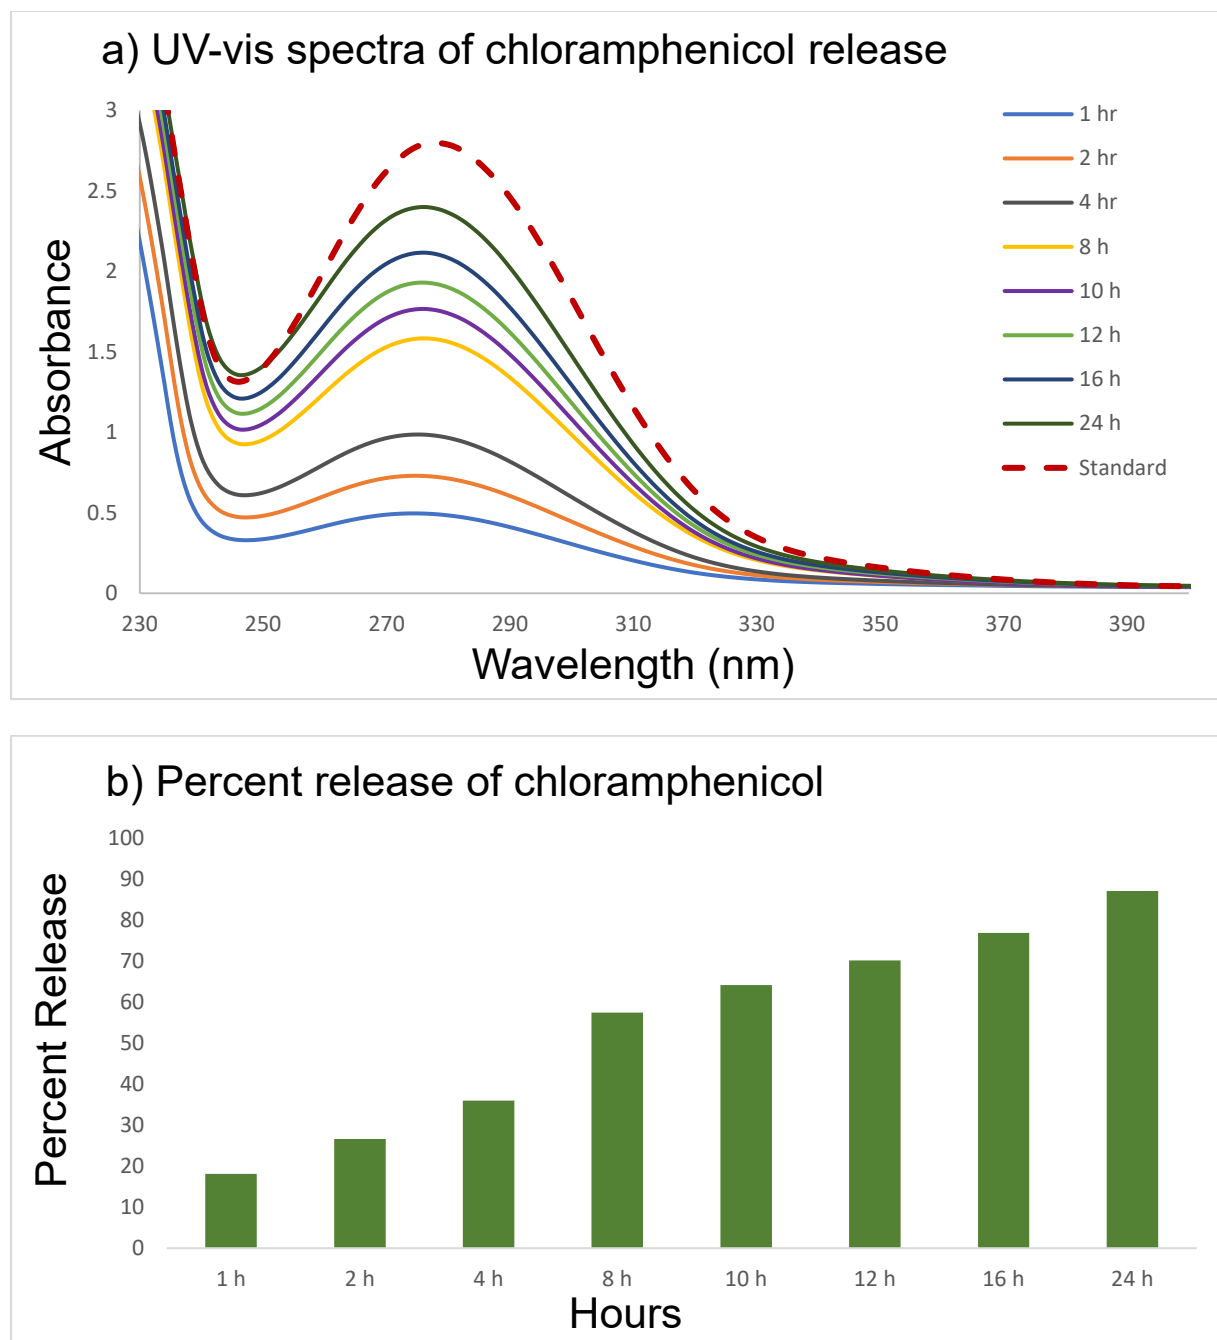 a) UV-vis spectra of chloramphenicol release
3
2.5
2
1.5
1
0.5
0
Absorbance
230 250 270 290 310 330 350 370 390
Wavelength (nm)
1 hr
2 hr
4 hr
8 h
10 h
12 h
16 h
24 h
Standard
b) Percent release of chloramphenicol
100
90
80
70
60
50
40
30
20
10
0
Percent Release
1 h 2 h 4 h 8 h 10 h 12 h 16 h 24 h
Hours